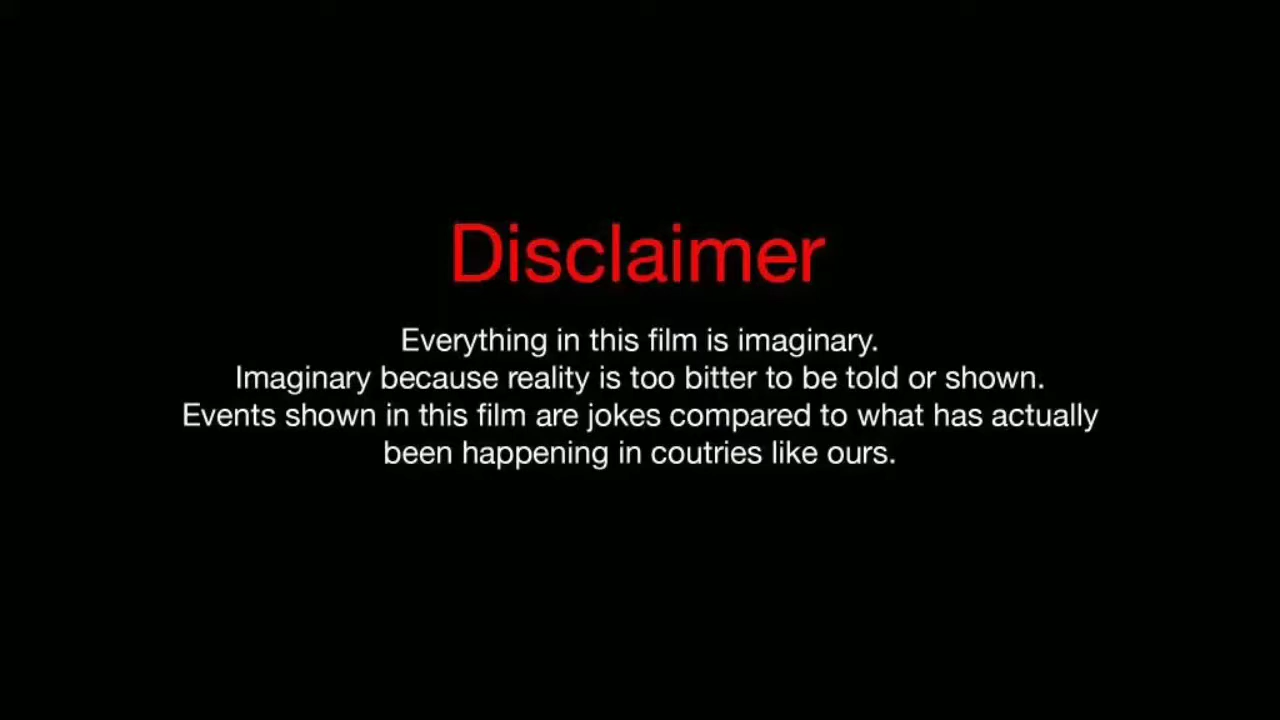 Disclaimer
Everything in this film is imaginary.
Imaginary because reality is too bitter to be told or shown.
Events shown in this film are jokes compared to what has actually
been happening in coutries like ours.